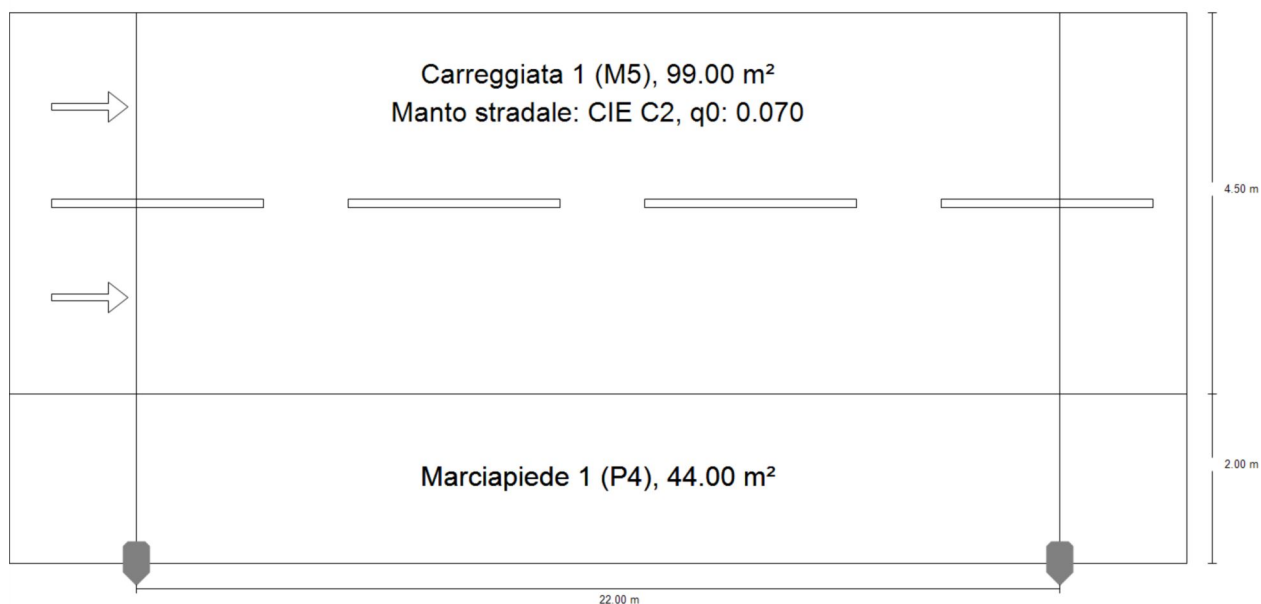 Carreggiata 1 (M5), 99.00 m²
Manto stradale: CIE C2, q0: 0.070
4.50 m
Marciapiede 1 (P4), 44.00 m²
2.00 m
22.00 m